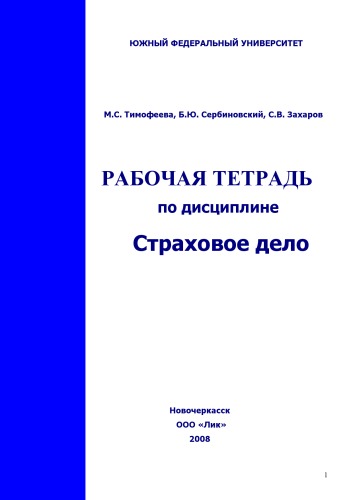 ЮЖНЫЙ ФЕДЕРАЛЬНЫЙ УНИВЕРСИТЕТ
М.С. Тимофеева, Б.Ю. Сербиновский, С.В. Захаров
РАБОЧАЯ ТЕТРАДЬ
по дисциплине
Страховое дело
Новочеркасск
ООО «Лик»
2008
1